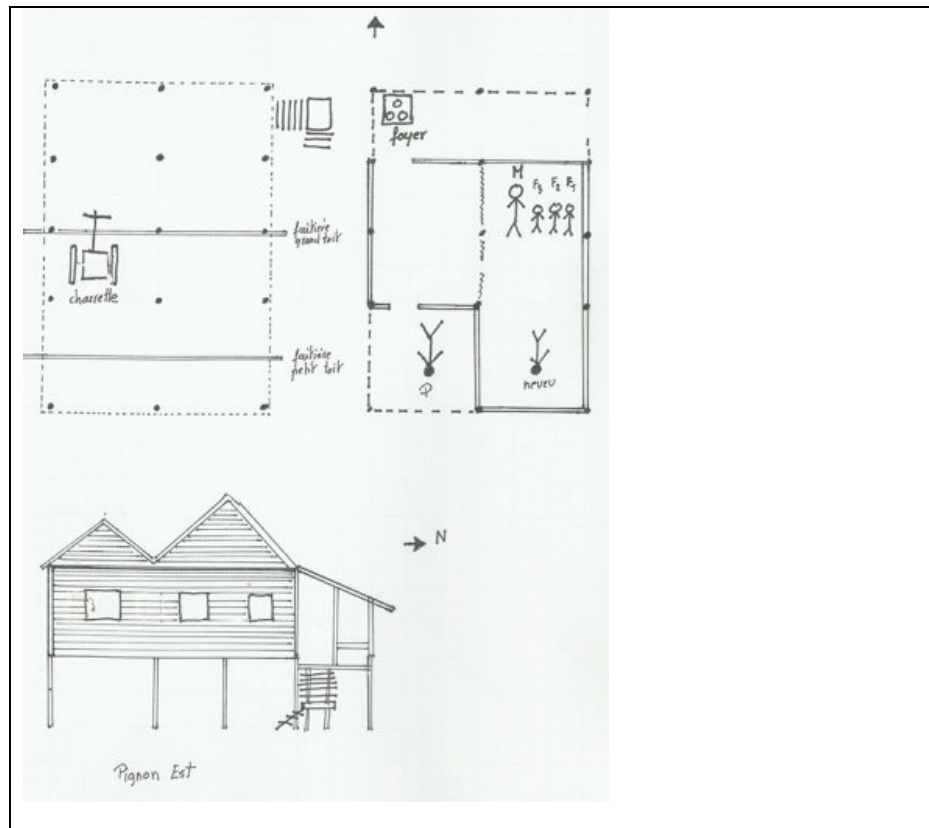 foyer
M
F3 F2 F1
faîtière
grand toit
charrette
faîtière
petit toit
P
neveu
N
Pignon Est